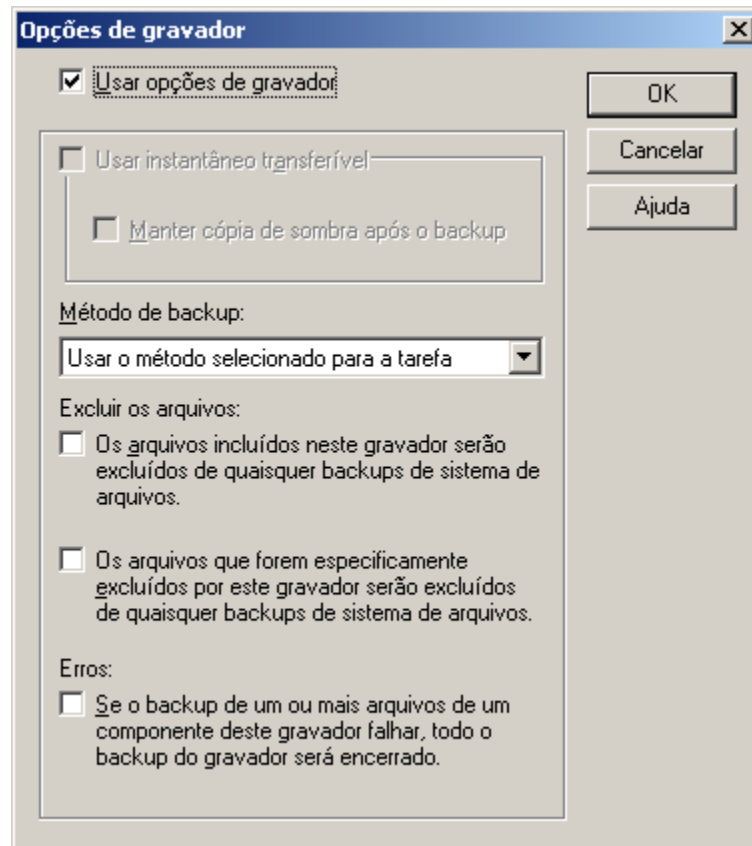 Opções de gravador
Usar opções de gravador
OK
Usar instantâneo transferível
Cancelar
Manter cópia de sombra após o backup
Ajuda
Método de backup:
Usar o método selecionado para a tarefa
Excluir os arquivos:
Os arquivos incluídos neste gravador serão
excluídos de quaisquer backups de sistema de
arquivos.
Os arquivos que forem especificamente
excluídos por este gravador serão excluídos
de quaisquer backups de sistema de arquivos.
Erros:
Se o backup de um ou mais arquivos de um
componente deste gravador falhar, todo o
backup do gravador será encerrado.